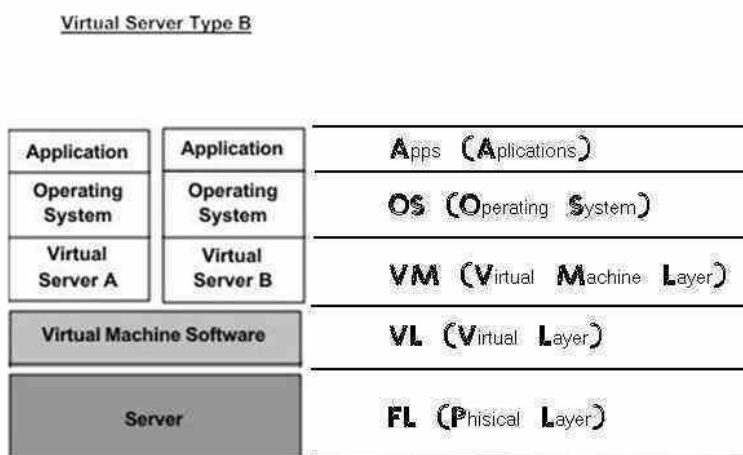 Virtual Server Type B
Application Application Apps (Aplications)
Operating System Operating System OS (Operating System)
Virtual Server A Virtual Server B VM (Virtual Machine Layer)
Virtual Machine Software VL (Virtual Layer)
Server FL (Phisical Layer)